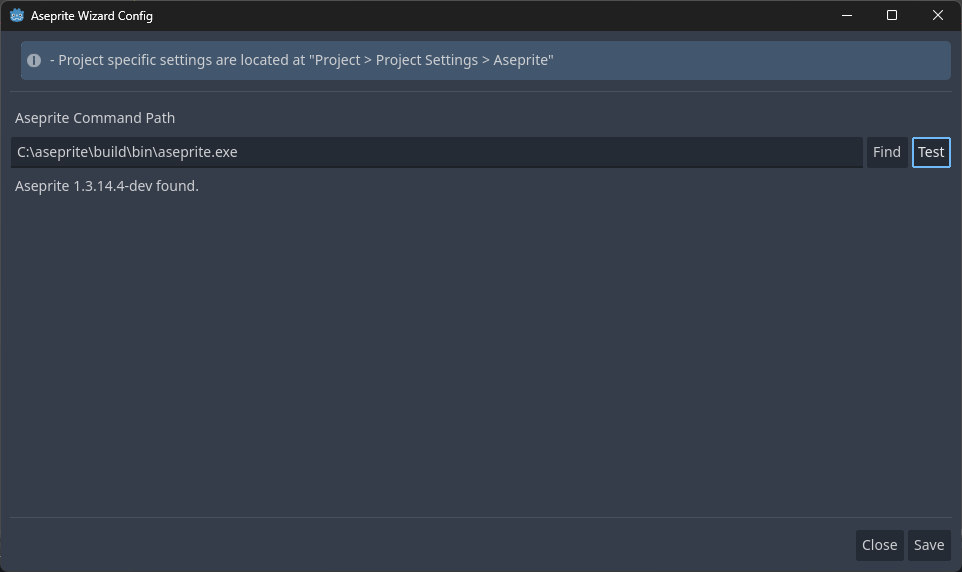 Aseprite Wizard Config
- Project specific settings are located at "Project > Project Settings > Aseprite"
Aseprite Command Path
C:\aseprite\build\bin\aseprite.exe Find Test
Aseprite 1.3.14.4-dev found.
Close Save